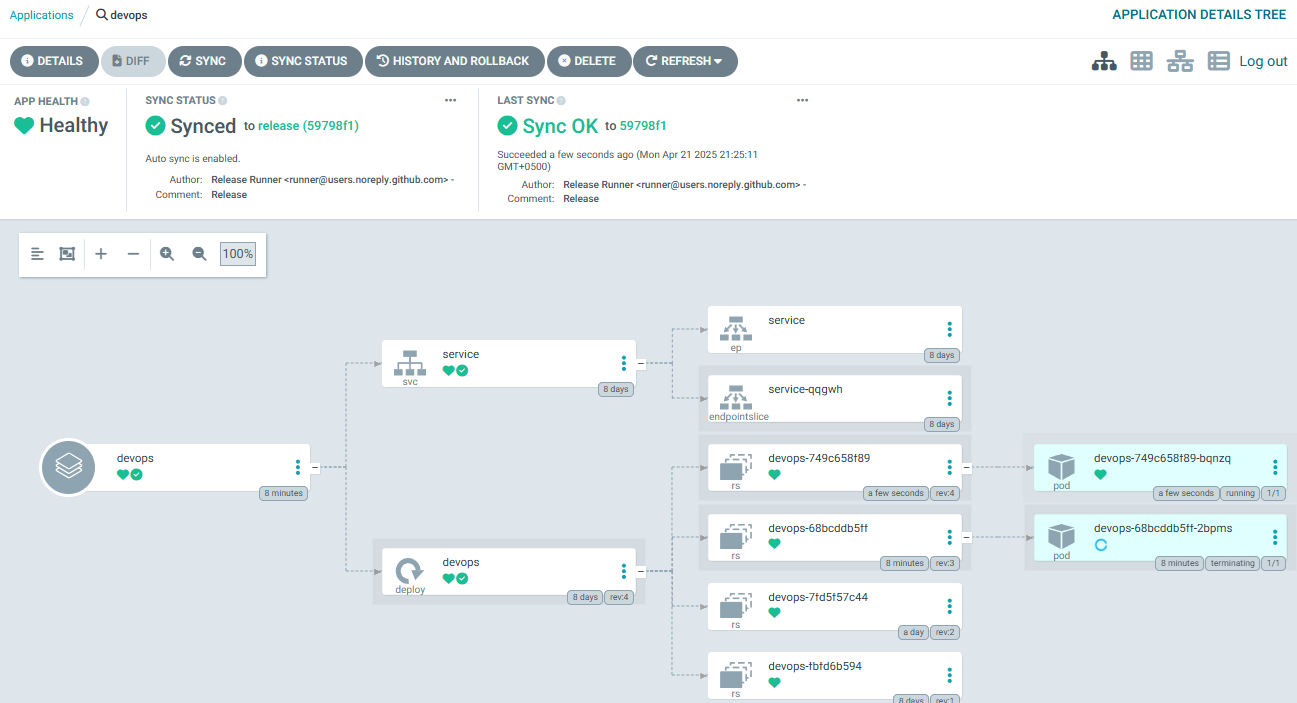 Applications
devops
APPLICATION DETAILS TREE
DETAILS
DIFF
SYNC
SYNC STATUS
HISTORY AND ROLLBACK
DELETE
REFRESH
Log out
APP HEALTH
Healthy
SYNC STATUS
Synced to release (59798f1)
Auto sync is enabled.
Author: Release Runner <runner@users.noreply.github.com> -
Comment: Release
LAST SYNC
Sync OK to 59798f1
Succeeded a few seconds ago (Mon Apr 21 2025 21:25:11
GMT+0500)
Author: Release Runner <runner@users.noreply.github.com> -
Comment: Release
100%
devops
8 minutes
service
svc
8 days
devops
deploy
8 days
rev:4
service
ep
8 days
service-qqgwh
endpointslice
8 days
devops-749c658f89
rs
a few seconds
rev:4
devops-749c658f89-bqnzq
pod
a few seconds
running
1/1
devops-68bcddb5ff
rs
8 minutes
rev:3
devops-68bcddb5ff-2bpms
pod
8 minutes
terminating
1/1
devops-7fd5f57c44
rs
a day
rev:2
devops-fbfd6b594
rs
8 days
rev:1